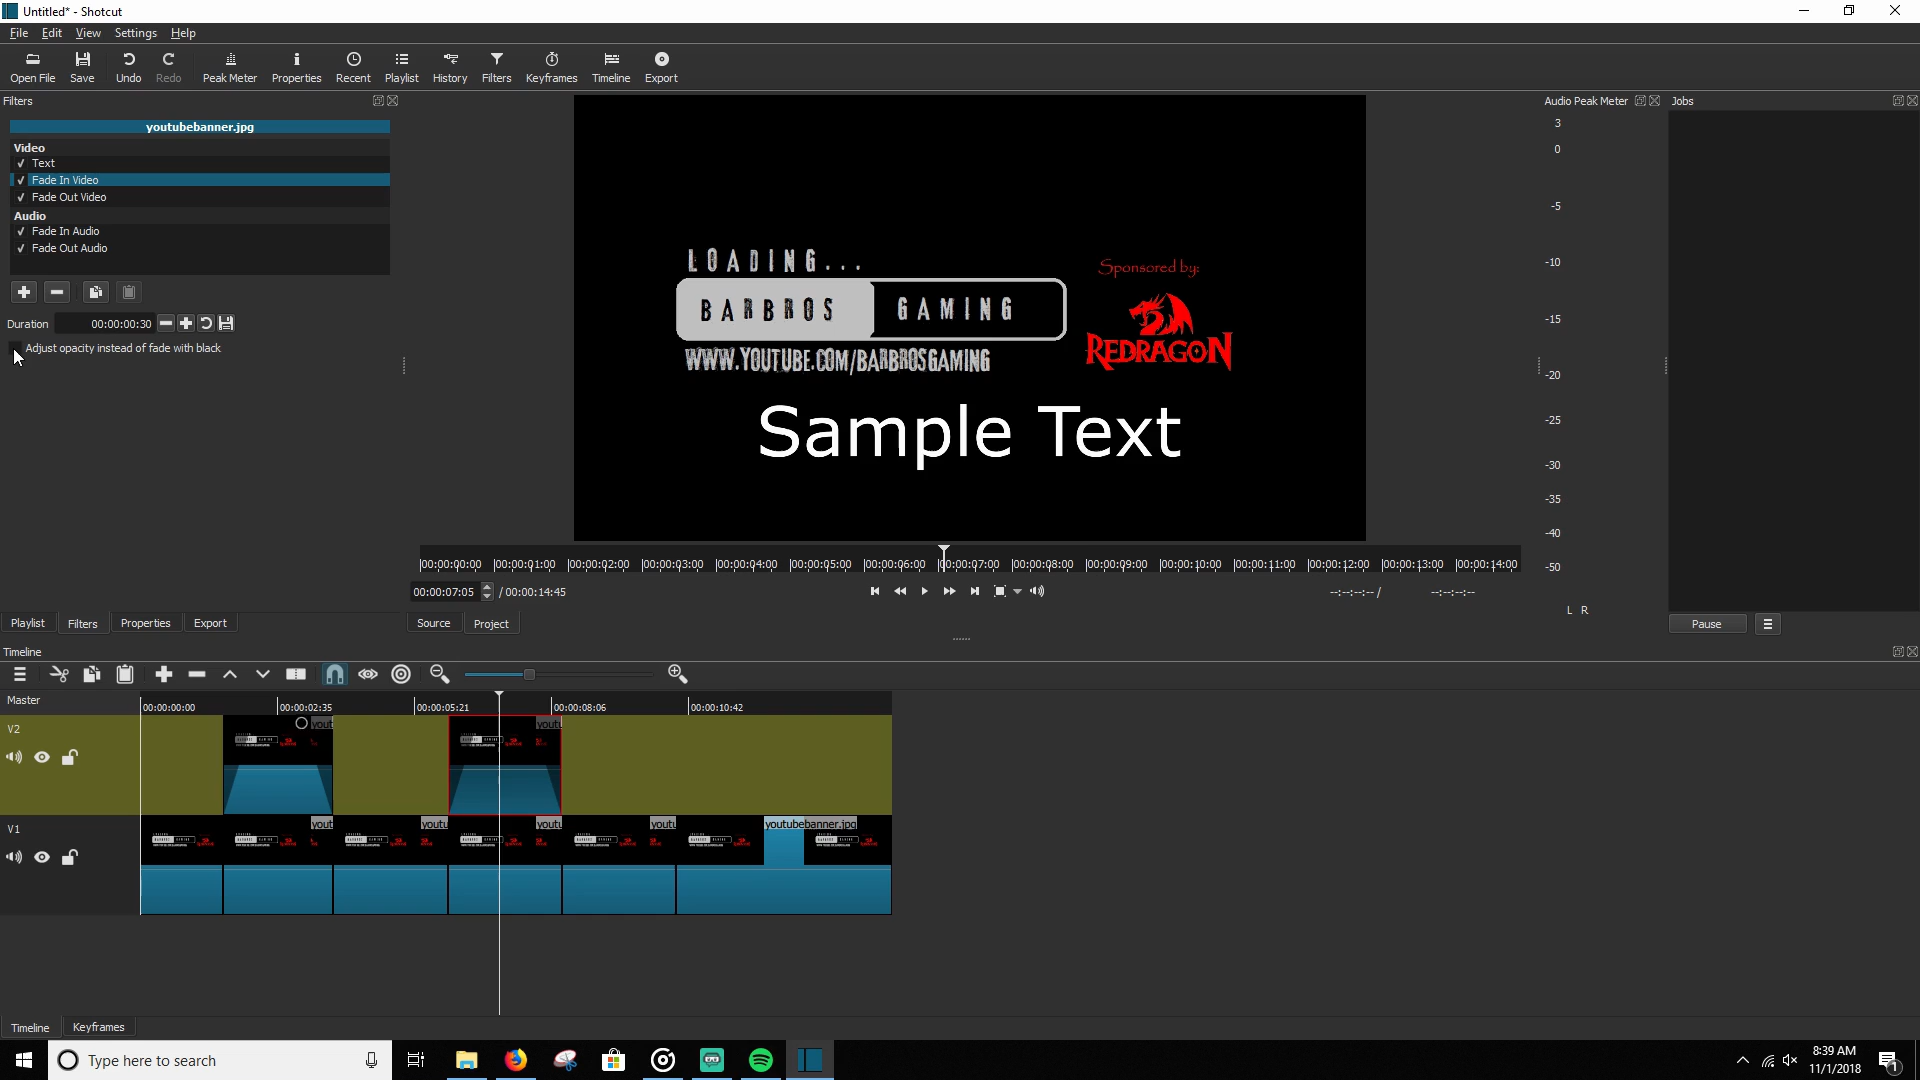 Untitled* - Shotcut
File Edit View Settings Help
Open File Save Undo Redo Peak Meter Properties Recent Playlist History Filters Keyframes Timeline Export
Filters
youtubebanner.jpg
Video
Text
Fade In Video
Fade Out Video
Audio
Fade In Audio
Fade Out Audio
Duration 00:00:00:30
Adjust opacity instead of fade with black
LOADING...
BARBROS GAMING
WWW.YOUTUBE.COM/BARBROSGAMING
Sponsored by:
REDRAGON
Sample Text
00:00:00:00 00:00:01:00 00:00:02:00 00:00:03:00 00:00:04:00 00:00:05:00 00:00:06:00 00:00:07:00 00:00:08:00 00:00:09:00 00:00:10:00 00:00:11:00 00:00:12:00 00:00:13:00 00:00:14:00
00:00:07:05 / 00:00:14:45 --:--:--:-- / --:--:--:--
Audio Peak Meter
3
0
-5
-10
-15
-20
-25
-30
-35
-40
-50
L R
Jobs
Pause
Playlist Filters Properties Export
Source Project
Timeline
Master
00:00:00:00 00:00:02:35 00:00:05:21 00:00:08:06 00:00:10:42
V2
yout youtu
V1
yout youtu youtu youtu youtubebanner.jpg
Timeline Keyframes
Type here to search
8:39 AM
11/1/2018
1